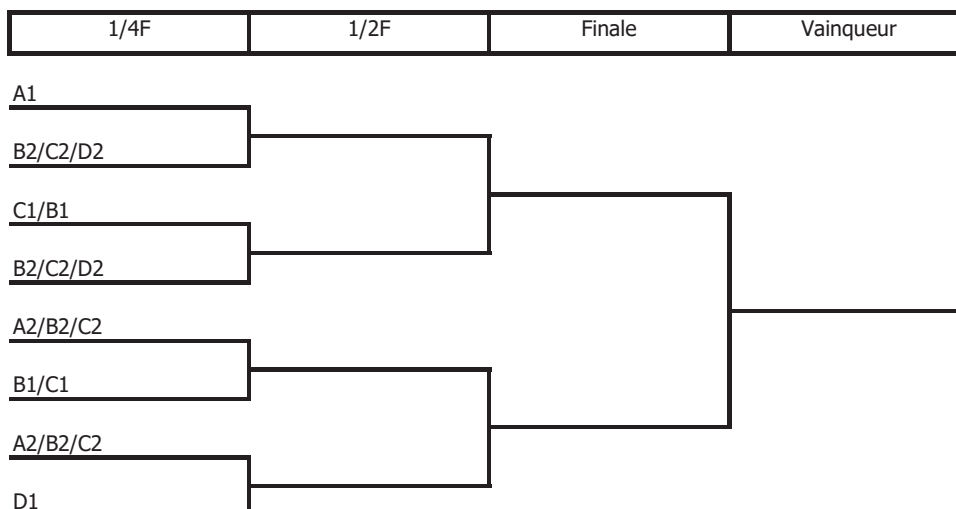 1/4F 1/2F Finale Vainqueur
A1
B2/C2/D2
C1/B1
B2/C2/D2
A2/B2/C2
B1/C1
A2/B2/C2
D1